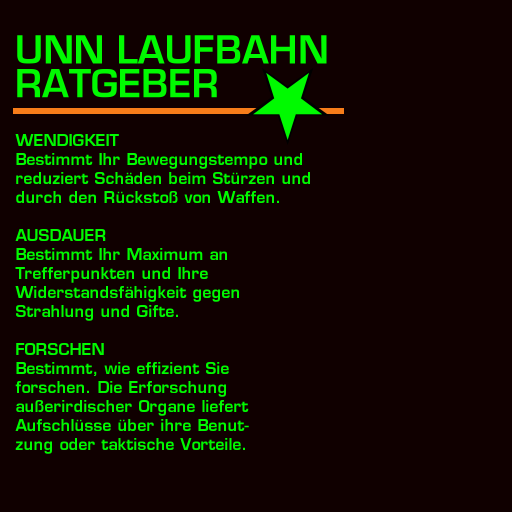 UNN LAUFBAHN
RATGEBER
WENDIGKEIT
Bestimmt Ihr Bewegungstempo und
reduziert Schäden beim Stürzen und
durch den Rückstoß von Waffen.
AUSDAUER
Bestimmt Ihr Maximum an
Trefferpunkten und Ihre
Widerstandsfähigkeit gegen
Strahlung und Gifte.
FORSCHEN
Bestimmt, wie effizient Sie
forschen. Die Erforschung
außerirdischer Organe liefert
Aufschlüsse über ihre Benut-
zung oder taktische Vorteile.